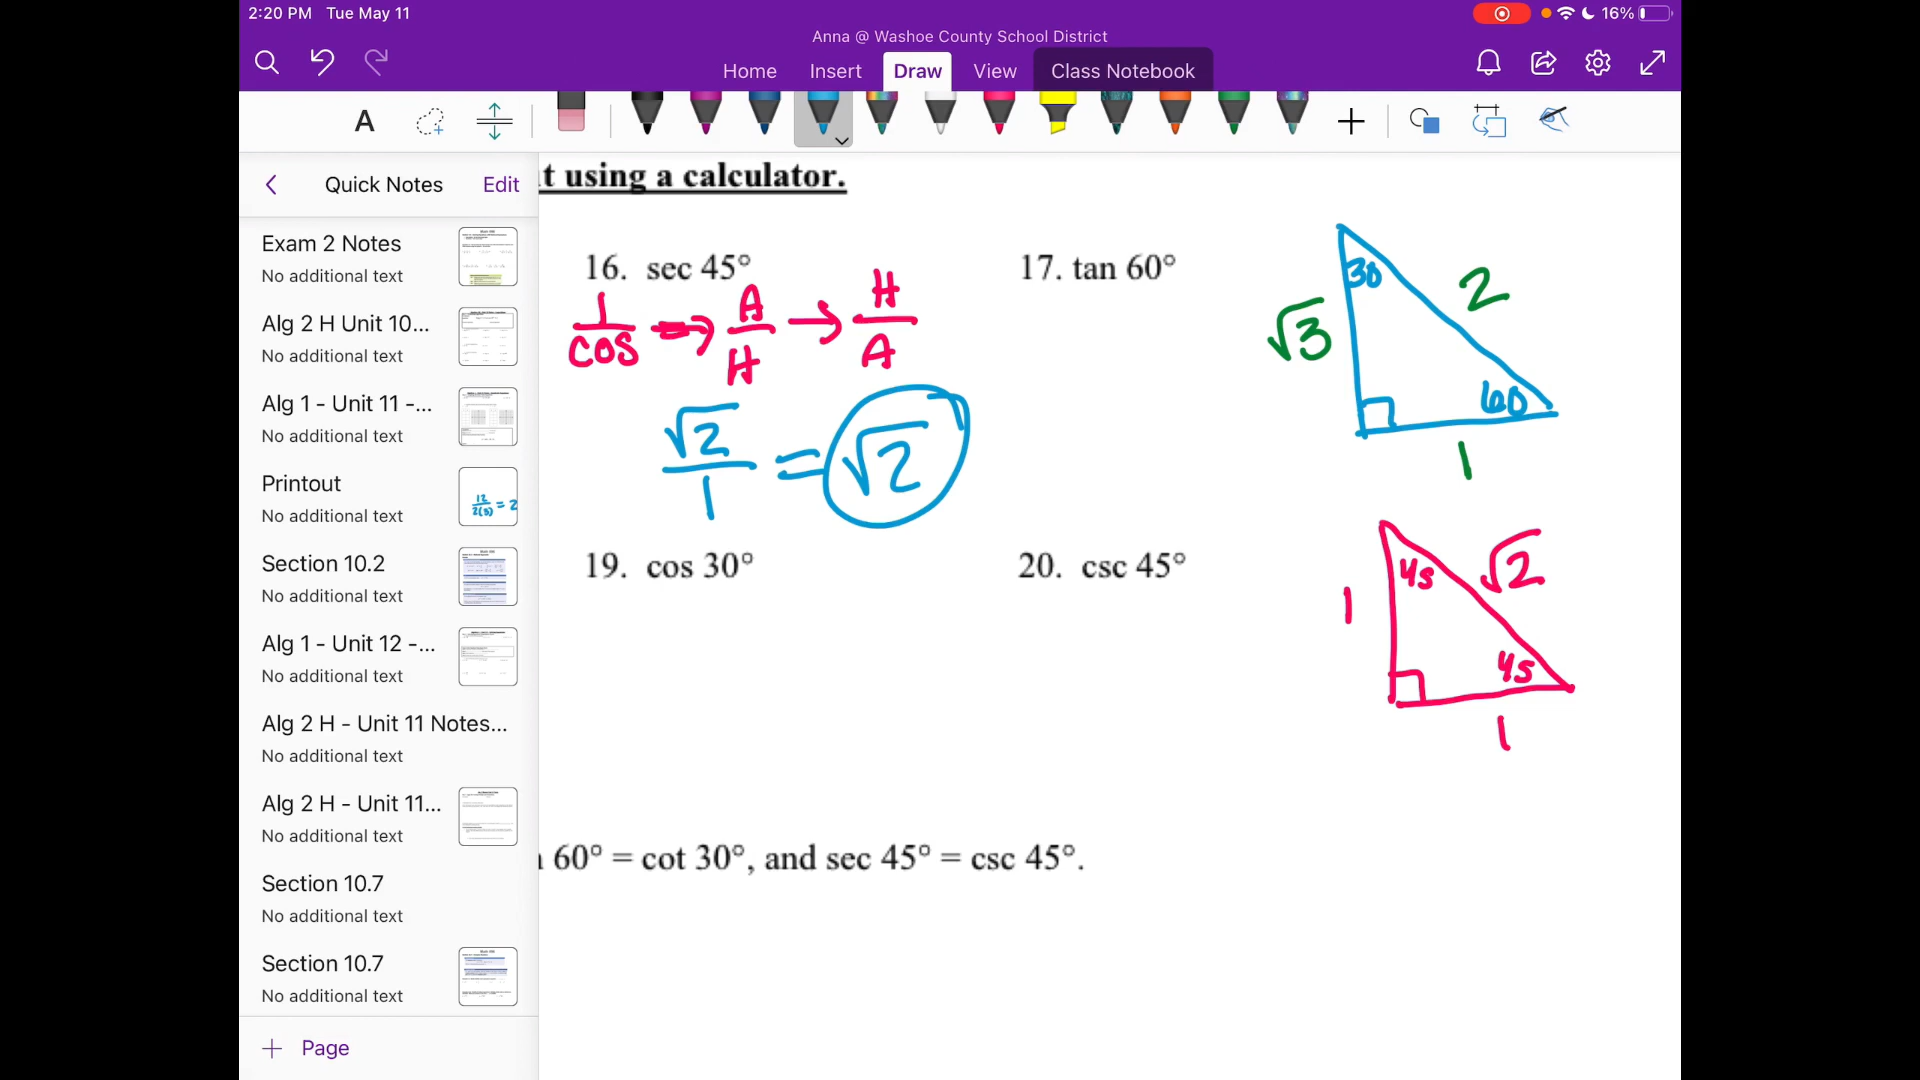 2:20 PM Tue May 11
16%
Anna @ Washoe County School District
Home Insert Draw View Class Notebook
A
Quick Notes Edit
Exam 2 Notes
No additional text
Alg 2 H Unit 10...
No additional text
Alg 1 - Unit 11 -...
No additional text
Printout
No additional text
12/2(3) = 2
Section 10.2
No additional text
Alg 1 - Unit 12 -...
No additional text
Alg 2 H - Unit 11 Notes...
No additional text
Alg 2 H - Unit 11...
No additional text
Section 10.7
No additional text
Section 10.7
No additional text
+ Page
t using a calculator.
16. sec 45°
1/COS → A/H → H/A
√2/1 = √2
17. tan 60°
30
2
√3
60
1
19. cos 30°
20. csc 45°
45
√2
1
45
1
60° = cot 30°, and sec 45° = csc 45°.